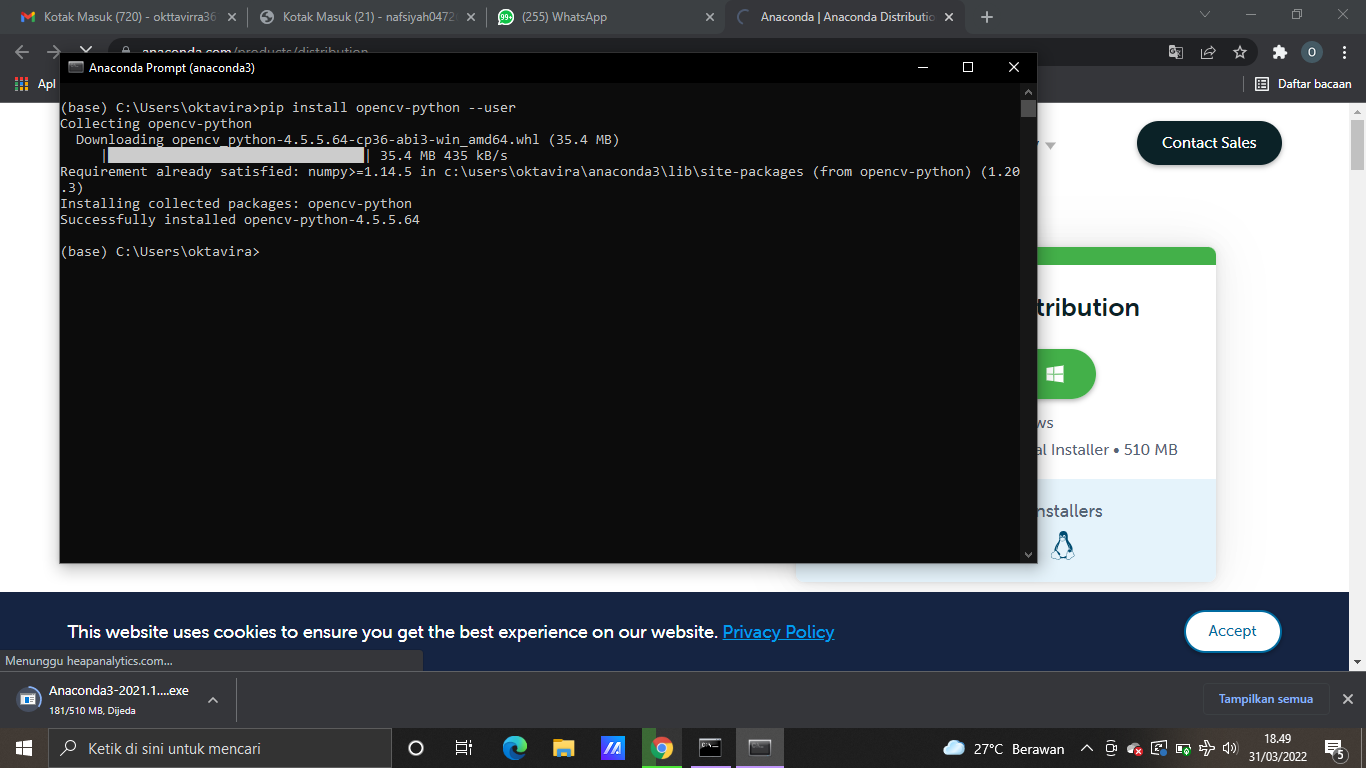 Kotak Masuk (720) - okttavirra36
Kotak Masuk (21) - nafsiyah0472
99+
(255) WhatsApp
Anaconda | Anaconda Distributio
anaconda.com/products/distribution
O
Apl
Daftar bacaan
Anaconda Prompt (anaconda3)
(base) C:\Users\oktavira>pip install opencv-python --user
Collecting opencv-python
Downloading opencv_python-4.5.5.64-cp36-abi3-win_amd64.whl (35.4 MB)
| | 35.4 MB 435 kB/s
Requirement already satisfied: numpy>=1.14.5 in c:\users\oktavira\anaconda3\lib\site-packages (from opencv-python) (1.20
.3)
Installing collected packages: opencv-python
Successfully installed opencv-python-4.5.5.64
(base) C:\Users\oktavira>
Contact Sales
tribution
ws
al Installer • 510 MB
nstallers
This website uses cookies to ensure you get the best experience on our website. Privacy Policy
Accept
Menunggu heapanalytics.com...
Anaconda3-2021.1....exe
181/510 MB, Dijeda
Tampilkan semua
Ketik di sini untuk mencari
27°C Berawan
18.49
31/03/2022
5